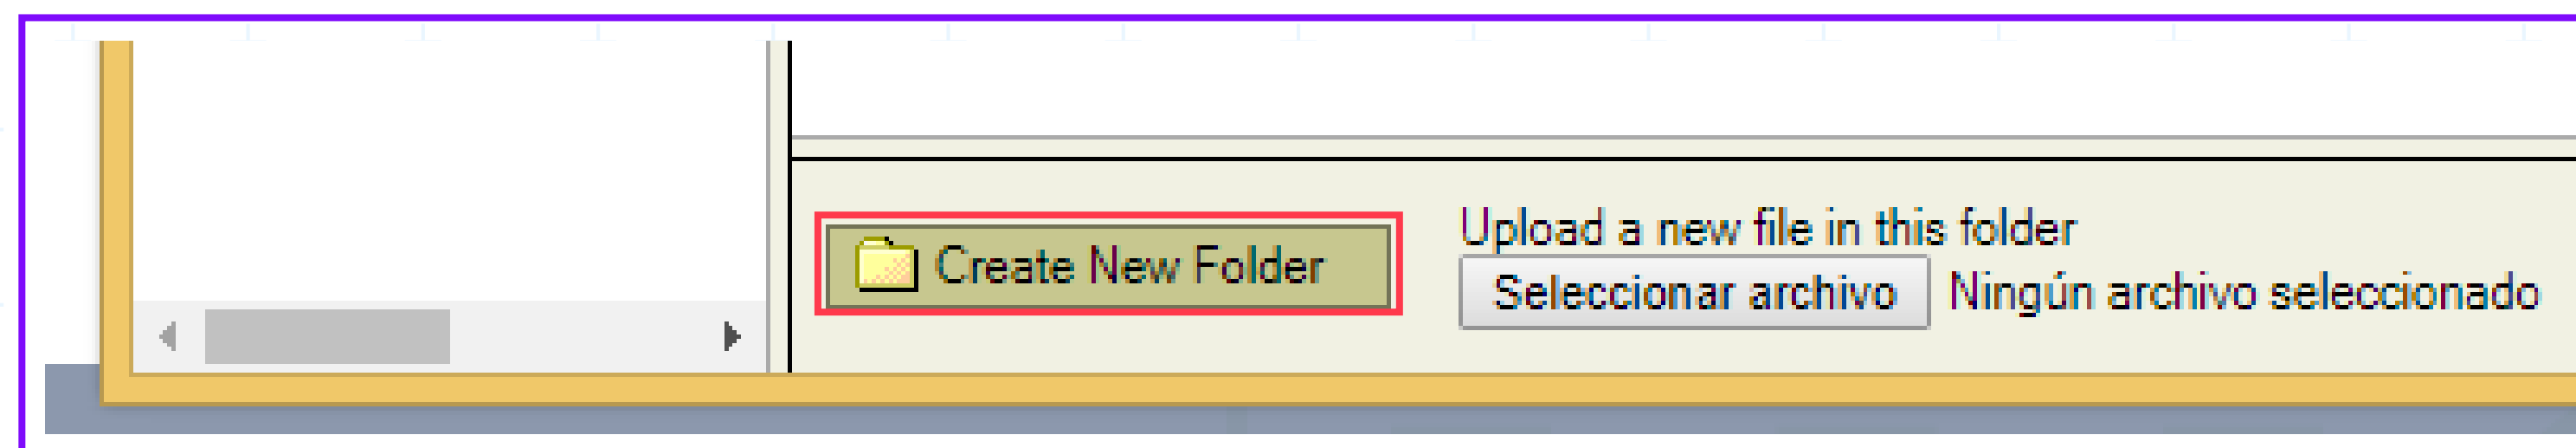 Create New Folder
Upload a new file in this folder
Seleccionar archivo Ningún archivo seleccionado